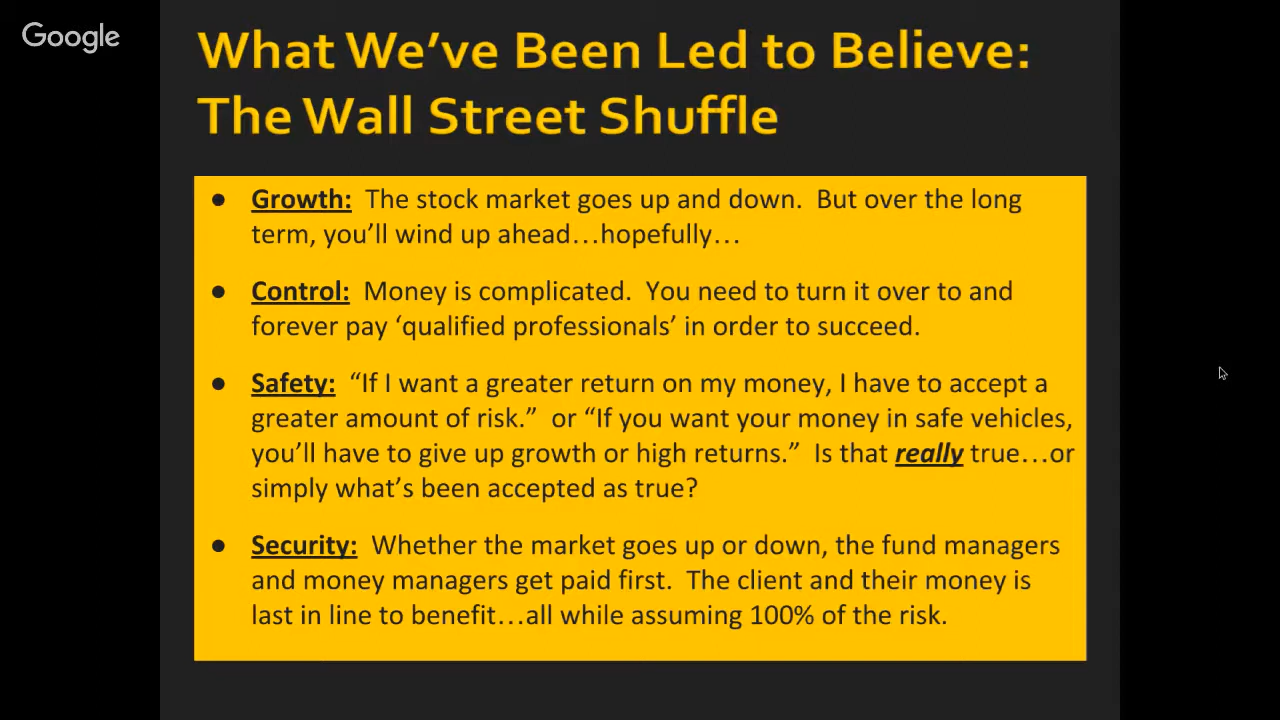 Google
What We've Been Led to Believe:
The Wall Street Shuffle
● Growth:  The stock market goes up and down.  But over the long
term, you'll wind up ahead…hopefully…
● Control:  Money is complicated.  You need to turn it over to and
forever pay ‘qualified professionals’ in order to succeed.
● Safety:  “If I want a greater return on my money, I have to accept a
greater amount of risk.”  or “If you want your money in safe vehicles,
you'll have to give up growth or high returns.”  Is that really true…or
simply what's been accepted as true?
● Security:  Whether the market goes up or down, the fund managers
and money managers get paid first.  The client and their money is
last in line to benefit…all while assuming 100% of the risk.